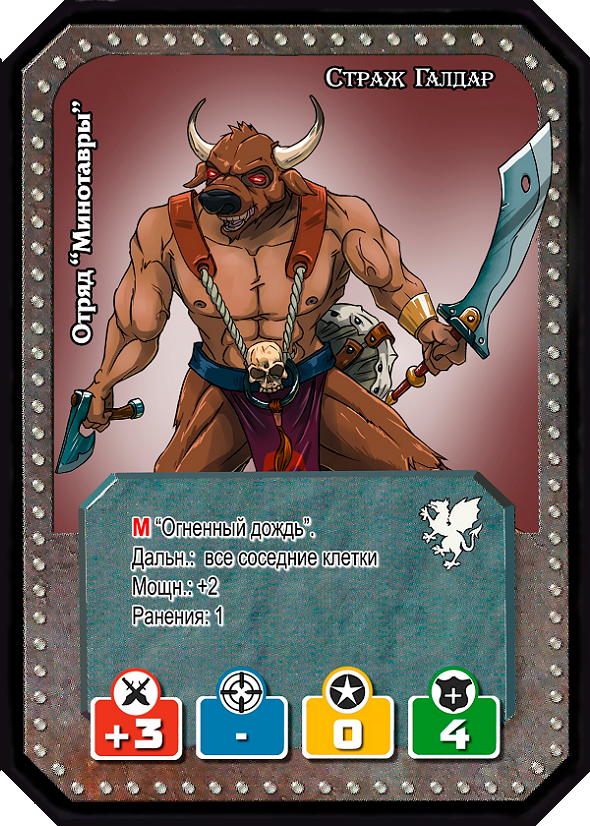 Страж Галдар
Отряд “Минотавры”
М “Огненный дождь”.
Дальн.: все соседние клетки
Мощн.: +2
Ранения: 1
+3
-
0
4